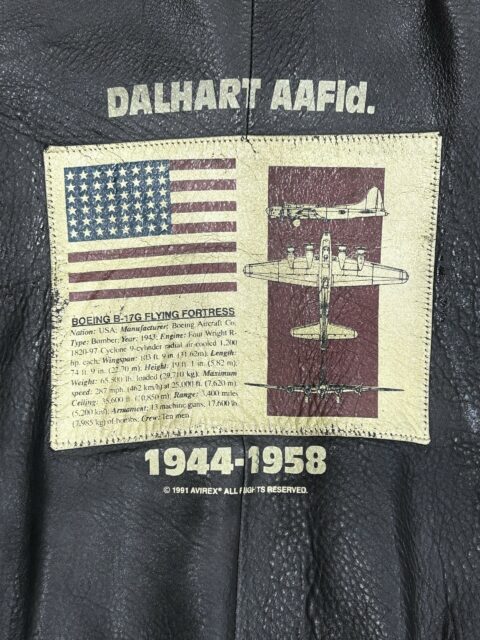 DALHART AAFld.
BOEING B-17G FLYING FORTRESS
Nation: USA. Manufacturer: Boeing Aircraft Co.
Type: Bomber. Year: 1943. Engine: Four Wright R-
1820-97 Cyclone 9-cylinder radial air cooled 1,200
hp. each. Wingspan: 103 ft. 9 in. (31.62m). Length:
74 ft. 9 in. (22.70 m). Height: 19 ft. 1 in. (5.82 m).
Weight: 65,500 lb. loaded (29,710 kg). Maximum
speed: 287 mph. (462 km/h) at 25,000 ft. (7,620 m).
Ceiling: 35,600 ft. (10,850 m). Range: 3,400 miles
(5,200 km). Armament: 13 machine guns; 17,600 lb.
(7,985 kg) of bombs. Crew: Ten men
1944-1958
© 1991 AVIREX® ALL RIGHTS RESERVED.